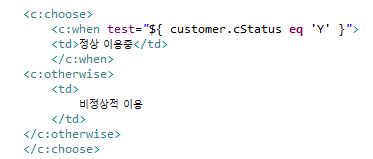 <c:choose>
<c:when test="${ customer.cStatus eq 'Y' }">
<td>정상 이용중</td>
</c:when>
<c:otherwise>
<td>
비정상적 이용
</td>
</c:otherwise>
</c:choose>